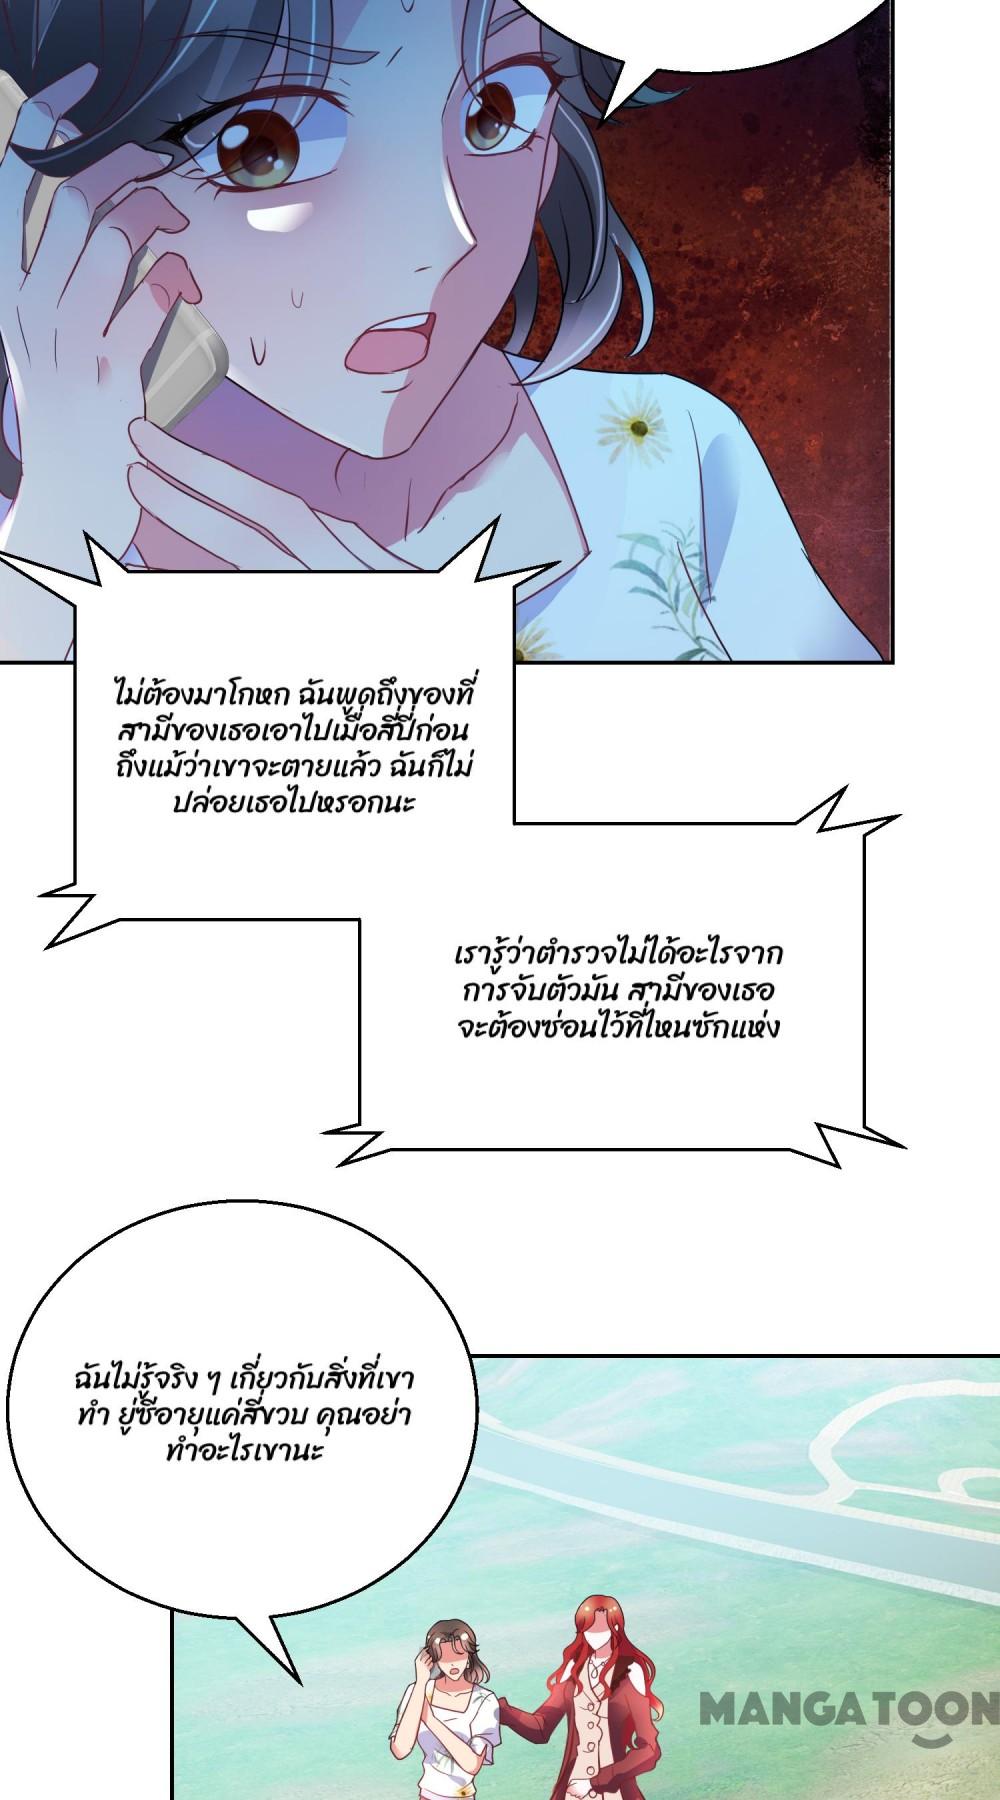 ไม่ต้องมาโกหก ฉันพูดถึงของที่
สามีของเธอเอาไปเมื่อสี่ปีก่อน
ถึงแม้ว่าเขาจะตายแล้ว ฉันก็ไม่
ปล่อยเธอไปหรอกนะ
เรารู้ว่าตำรวจไม่ได้อะไรจาก
การจับตัวมัน สามีของเธอ
จะต้องซ่อนไว้ที่ไหนซักแห่ง
ฉันไม่รู้จริง ๆ เกี่ยวกับสิ่งที่เขา
ทำ ยู่ซีอายุแค่สี่ขวบ คุณอย่า
ทำอะไรเขานะ
MANGATOON